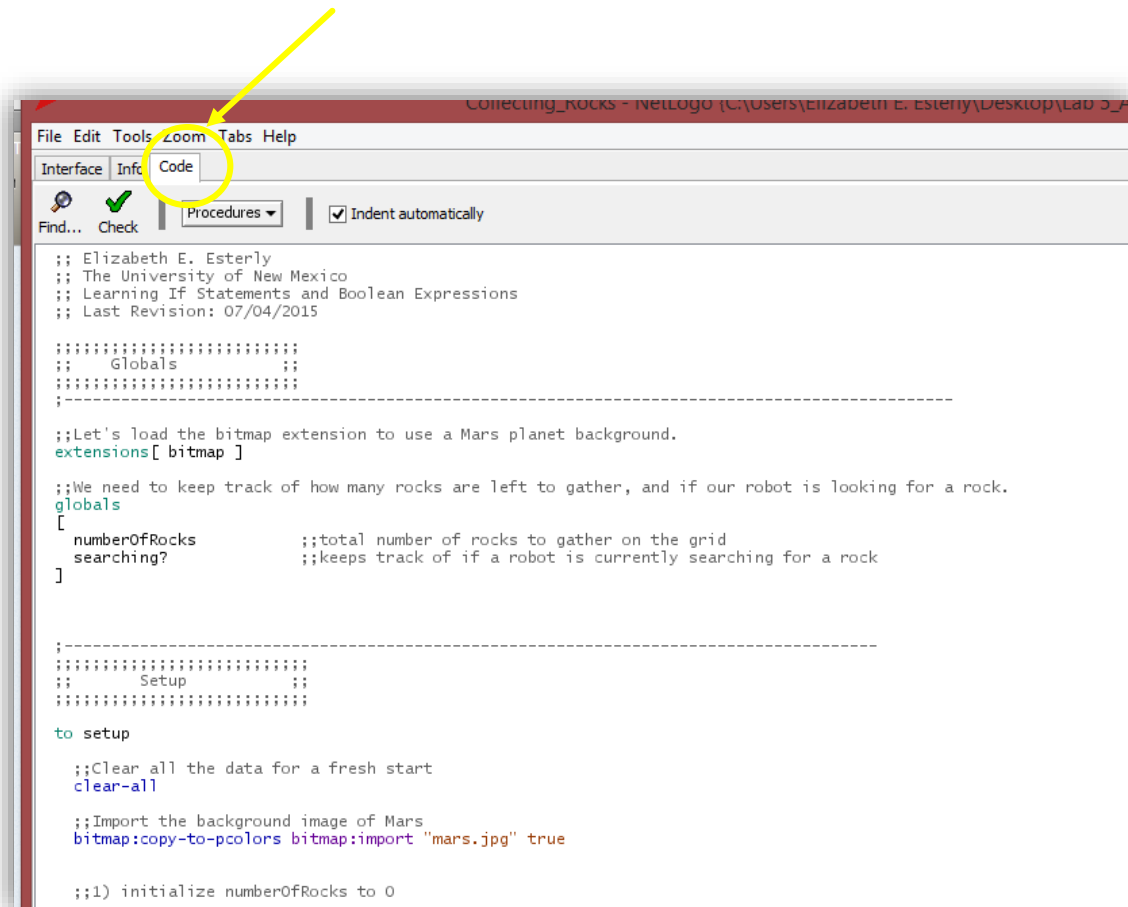 Collecting_Rocks - NetLogo {C:\Users\Elizabeth E. Esterly\Desktop\Lab 5_A
File Edit Tools Zoom Tabs Help
Interface Info Code
Find... Check Procedures Indent automatically
;; Elizabeth E. Esterly
;; The University of New Mexico
;; Learning If Statements and Boolean Expressions
;; Last Revision: 07/04/2015
;;;;;;;;;;;;;;;;;;;;;;;;;;
;;    Globals           ;;
;;;;;;;;;;;;;;;;;;;;;;;;;;
;----------------------------------------------------------------------------------------------
;;Let's load the bitmap extension to use a Mars planet background.
extensions[ bitmap ]
;;We need to keep track of how many rocks are left to gather, and if our robot is looking for a rock.
globals
[
  numberOfRocks           ;;total number of rocks to gather on the grid
  searching?              ;;keeps track of if a robot is currently searching for a rock
]
;--------------------------------------------------------------------------------------
;;;;;;;;;;;;;;;;;;;;;;;;;;;
;;       Setup           ;;
;;;;;;;;;;;;;;;;;;;;;;;;;;;
to setup
  ;;Clear all the data for a fresh start
  clear-all
  ;;Import the background image of Mars
  bitmap:copy-to-pcolors bitmap:import "mars.jpg" true
  ;;1) initialize numberOfRocks to 0